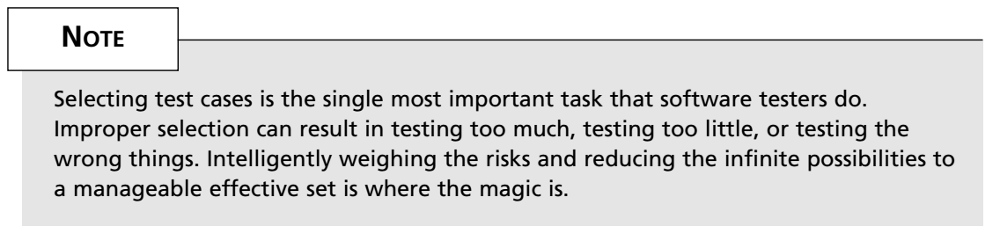 NOTE
Selecting test cases is the single most important task that software testers do.
Improper selection can result in testing too much, testing too little, or testing the
wrong things. Intelligently weighing the risks and reducing the infinite possibilities to
a manageable effective set is where the magic is.